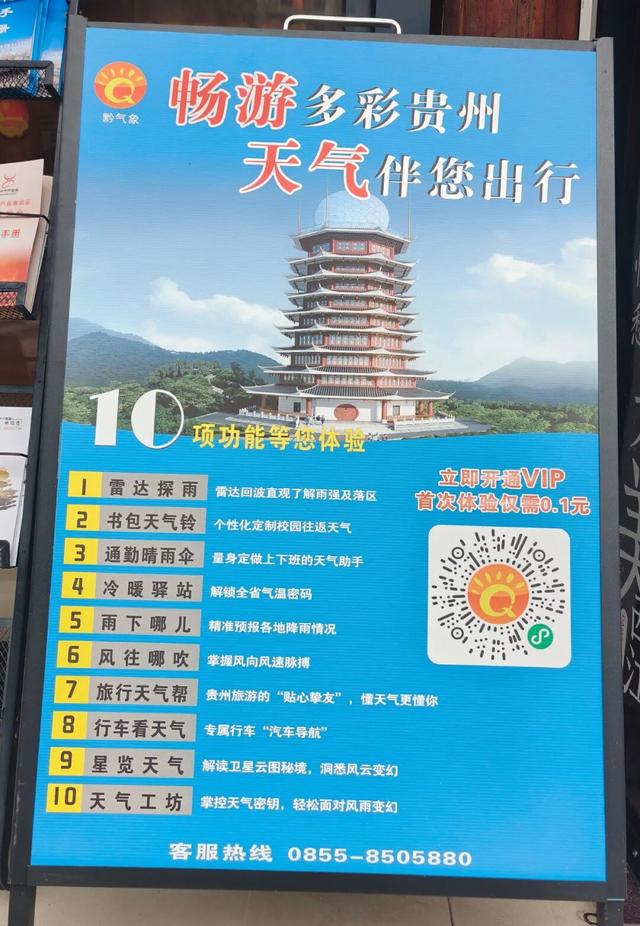 黔气象
畅游多彩贵州
天气伴您出行
10项功能等您体验
1 雷达探雨 雷达回波直观了解雨强及落区
2 书包天气铃 个性化定制校园往返天气
3 通勤晴雨伞 量身定做上下班的天气助手
4 冷暖驿站 解锁全省气温密码
5 雨下哪儿 精准预报各地降雨情况
6 风往哪吹 掌握风向风速脉搏
7 旅行天气帮 贵州旅游的“贴心挚友”，懂天气更懂你
8 行车看天气 专属行车“汽车导航”
9 星览天气 解读卫星云图秘境，洞悉风云变幻
10 天气工坊 掌控天气密钥，轻松面对风雨变幻
立即开通VIP
首次体验仅需0.1元
客服热线 0855-8505880
手册